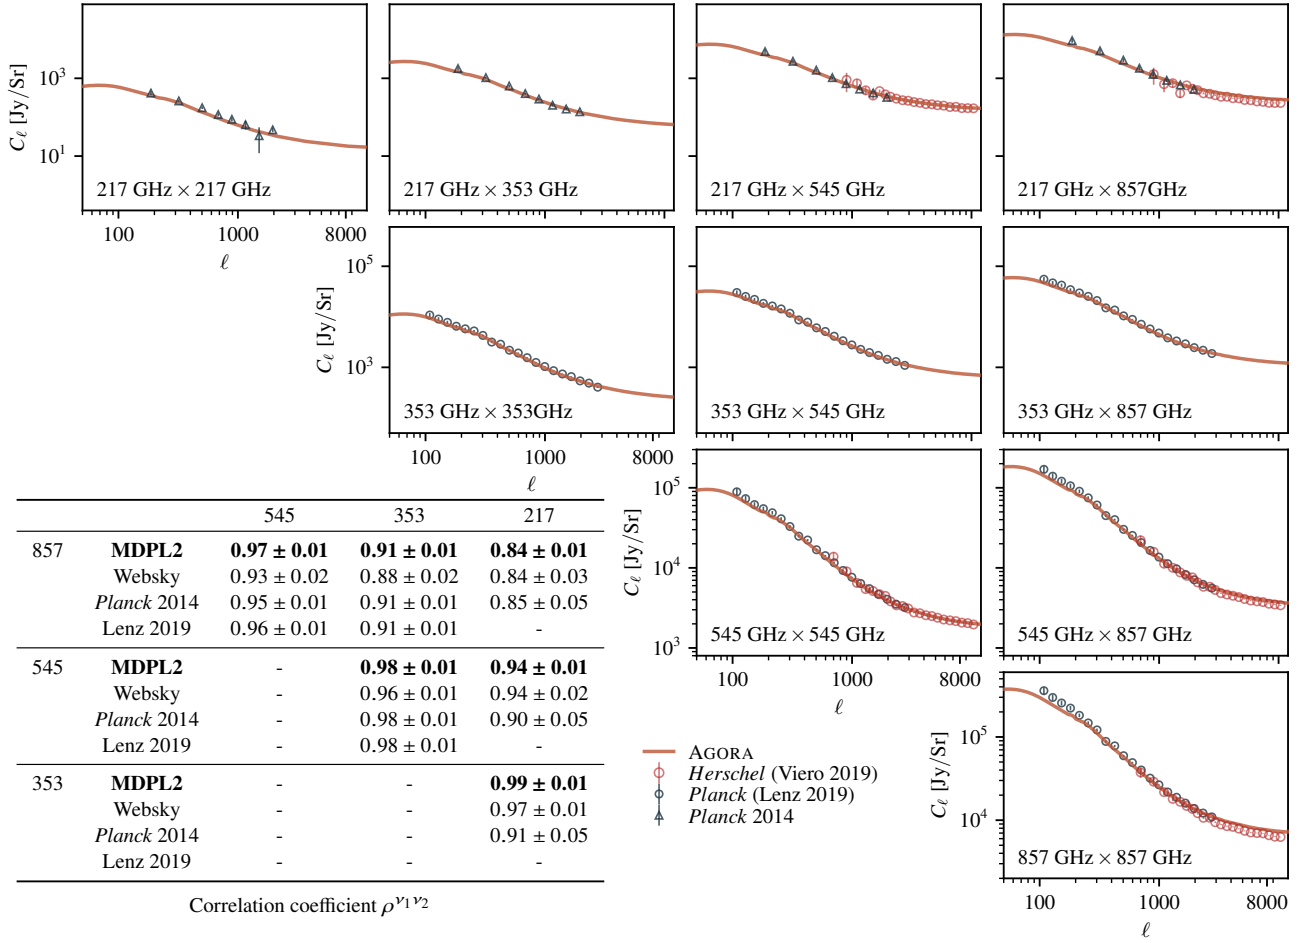 C_ℓ [Jy/Sr]
10^3
10^1
217 GHz × 217 GHz
217 GHz × 353 GHz
217 GHz × 545 GHz
217 GHz × 857GHz
100 1000 8000
ℓ
C_ℓ [Jy/Sr]
10^5
10^3
353 GHz × 353GHz
353 GHz × 545 GHz
353 GHz × 857 GHz
100 1000 8000
ℓ
C_ℓ [Jy/Sr]
10^5
10^4
10^3
545 GHz × 545 GHz
545 GHz × 857 GHz
100 1000 8000
ℓ
C_ℓ [Jy/Sr]
10^5
10^4
857 GHz × 857 GHz
100 1000 8000
ℓ
545 353 217
857 MDPL2 0.97 ± 0.01 0.91 ± 0.01 0.84 ± 0.01
Websky 0.93 ± 0.02 0.88 ± 0.02 0.84 ± 0.03
Planck 2014 0.95 ± 0.01 0.91 ± 0.01 0.85 ± 0.05
Lenz 2019 0.96 ± 0.01 0.91 ± 0.01 -
545 MDPL2 - 0.98 ± 0.01 0.94 ± 0.01
Websky - 0.96 ± 0.01 0.94 ± 0.02
Planck 2014 - 0.98 ± 0.01 0.90 ± 0.05
Lenz 2019 - 0.98 ± 0.01 -
353 MDPL2 - - 0.99 ± 0.01
Websky - - 0.97 ± 0.01
Planck 2014 - - 0.91 ± 0.05
Lenz 2019 - - -
Correlation coefficient ρ^ν1ν2
AGORA
Herschel (Viero 2019)
Planck (Lenz 2019)
Planck 2014